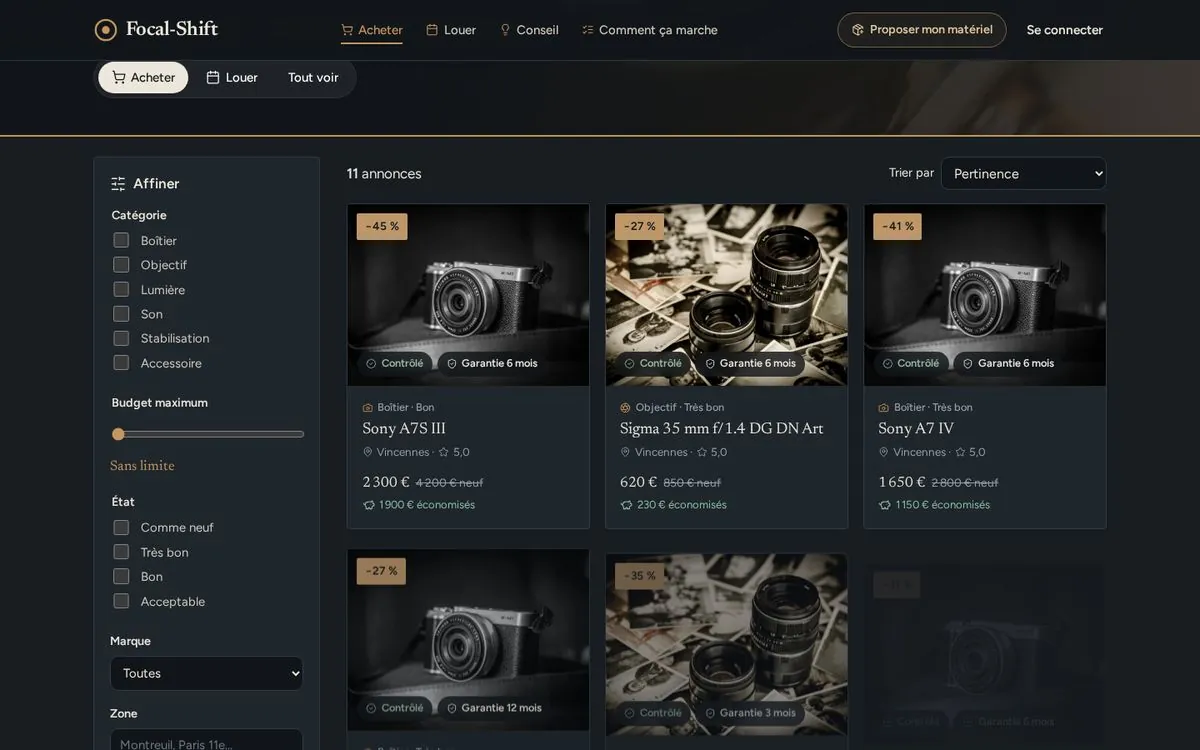 Focal-Shift
Acheter
Louer
Conseil
Comment ça marche
Proposer mon matériel
Se connecter
Acheter
Louer
Tout voir
Affiner
Catégorie
Boîtier
Objectif
Lumière
Son
Stabilisation
Accessoire
Budget maximum
Sans limite
État
Comme neuf
Très bon
Bon
Acceptable
Marque
Toutes
Zone
Montreuil, Paris 11e...
11 annonces
Trier par
Pertinence
-45 %
Contrôlé
Garantie 6 mois
Boîtier · Bon
Sony A7S III
Vincennes · 5,0
2 300 € 4 200 € neuf
1 900 € économisés
-27 %
Contrôlé
Garantie 6 mois
Objectif · Très bon
Sigma 35 mm f/1.4 DG DN Art
Vincennes · 5,0
620 € 850 € neuf
230 € économisés
-41 %
Contrôlé
Garantie 6 mois
Boîtier · Très bon
Sony A7 IV
Vincennes · 5,0
1 650 € 2 800 € neuf
1 150 € économisés
-27 %
Contrôlé
Garantie 12 mois
-35 %
Contrôlé
Garantie 3 mois
Contrôlé
Garantie 6 mois